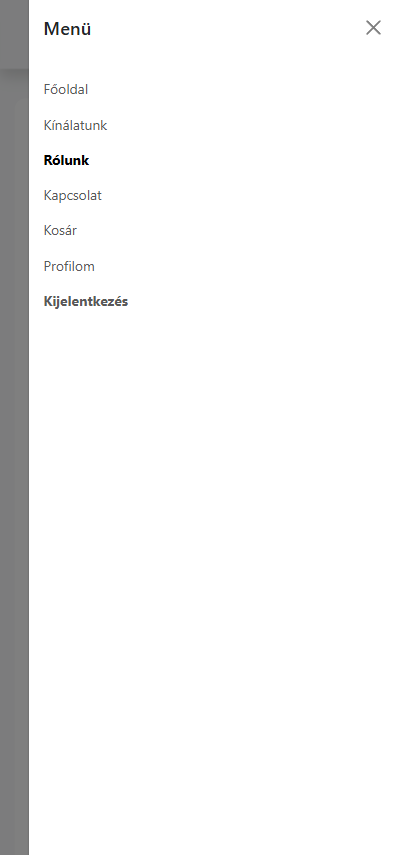 Menü
Főoldal
Kínálatunk
Rólunk
Kapcsolat
Kosár
Profilom
Kijelentkezés